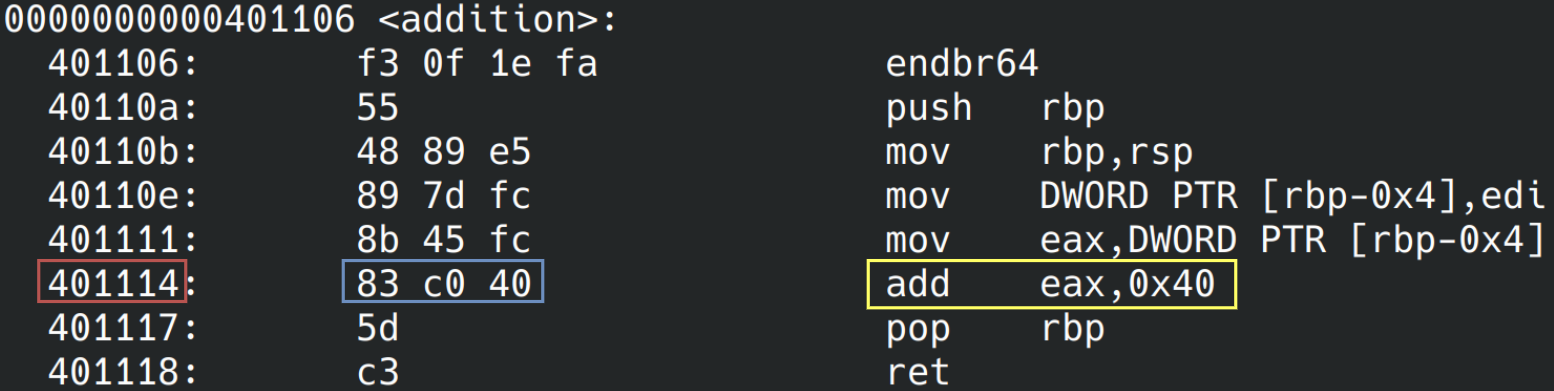 0000000000401106 <addition>:
401106: f3 0f 1e fa endbr64
40110a: 55 push rbp
40110b: 48 89 e5 mov rbp,rsp
40110e: 89 7d fc mov DWORD PTR [rbp-0x4],edi
401111: 8b 45 fc mov eax,DWORD PTR [rbp-0x4]
401114: 83 c0 40 add eax,0x40
401117: 5d pop rbp
401118: c3 ret